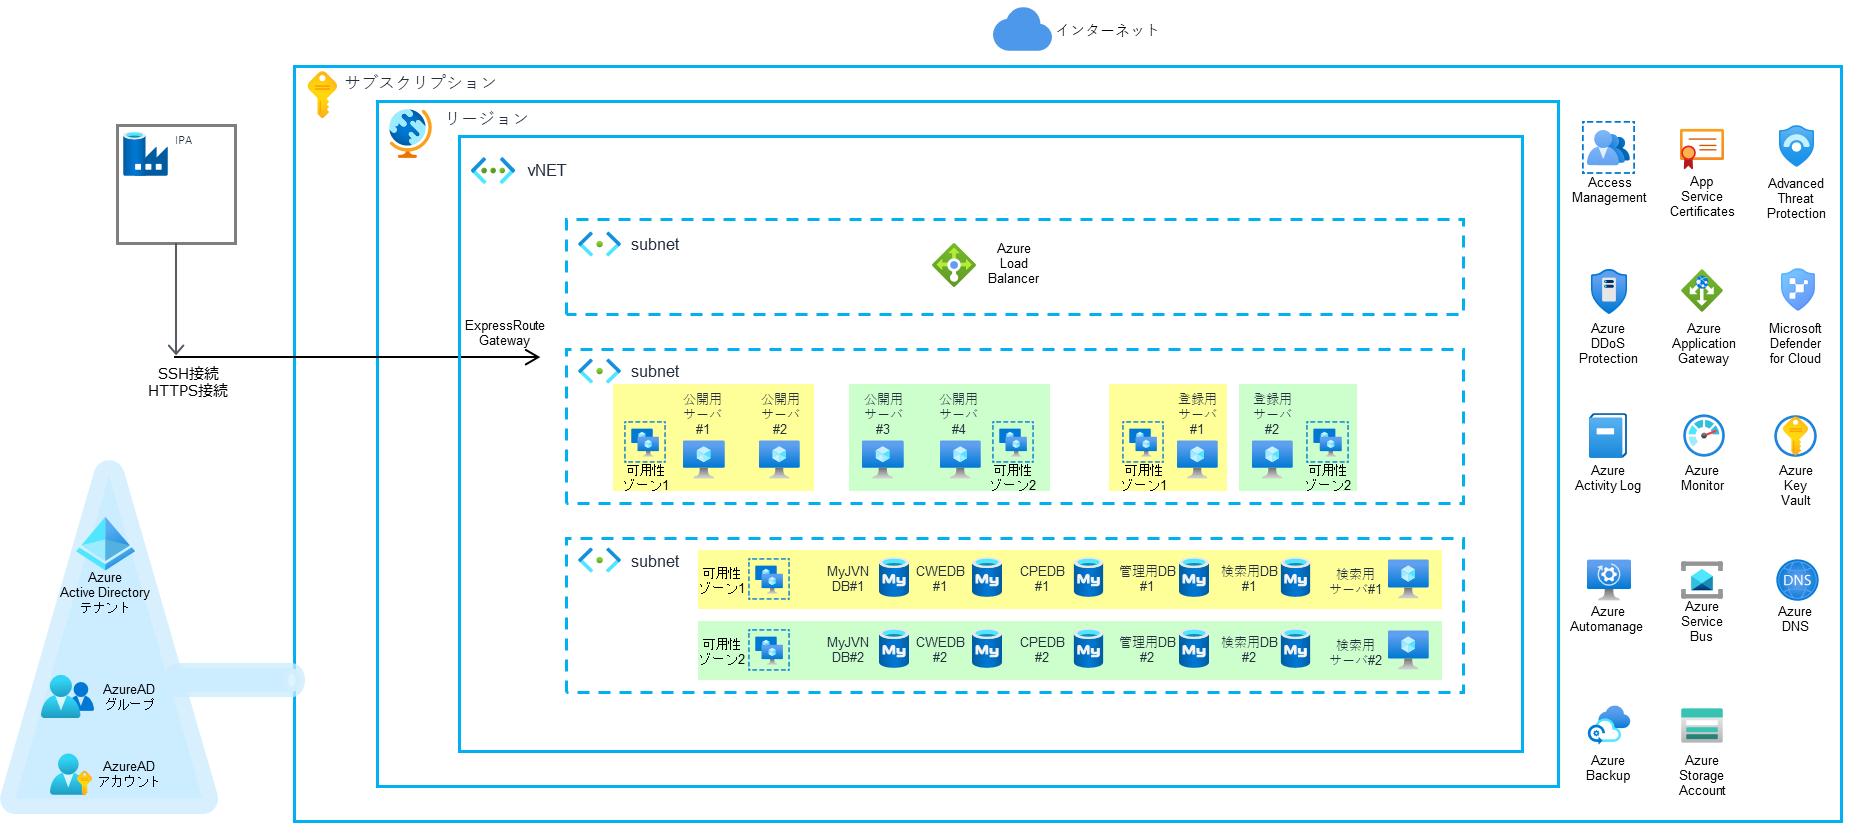 インターネット
サブスクリプション
リージョン
IPA
vNET
subnet
Azure
Load
Balancer
ExpressRoute
Gateway
SSH接続
HTTPS接続
subnet
公開用
サーバ
#1
公開用
サーバ
#2
可用性
ゾーン1
公開用
サーバ
#3
公開用
サーバ
#4
可用性
ゾーン2
登録用
サーバ
#1
可用性
ゾーン1
登録用
サーバ
#2
可用性
ゾーン2
subnet
可用性
ゾーン1
MyJVN
DB#1
My
CWEDB
#1
My
CPEDB
#1
My
管理用DB
#1
My
検索用DB
#1
My
検索用
サーバ#1
可用性
ゾーン2
MyJVN
DB#2
My
CWEDB
#2
My
CPEDB
#2
My
管理用DB
#2
My
検索用DB
#2
My
検索用
サーバ#2
Azure
Active Directory
テナント
AzureAD
グループ
AzureAD
アカウント
Access
Management
App
Service
Certificates
Advanced
Threat
Protection
Azure
DDoS
Protection
Azure
Application
Gateway
Microsoft
Defender
for Cloud
Azure
Activity Log
Azure
Monitor
Azure
Key
Vault
Azure
Automanage
Azure
Service
Bus
DNS
Azure
DNS
Azure
Backup
Azure
Storage
Account